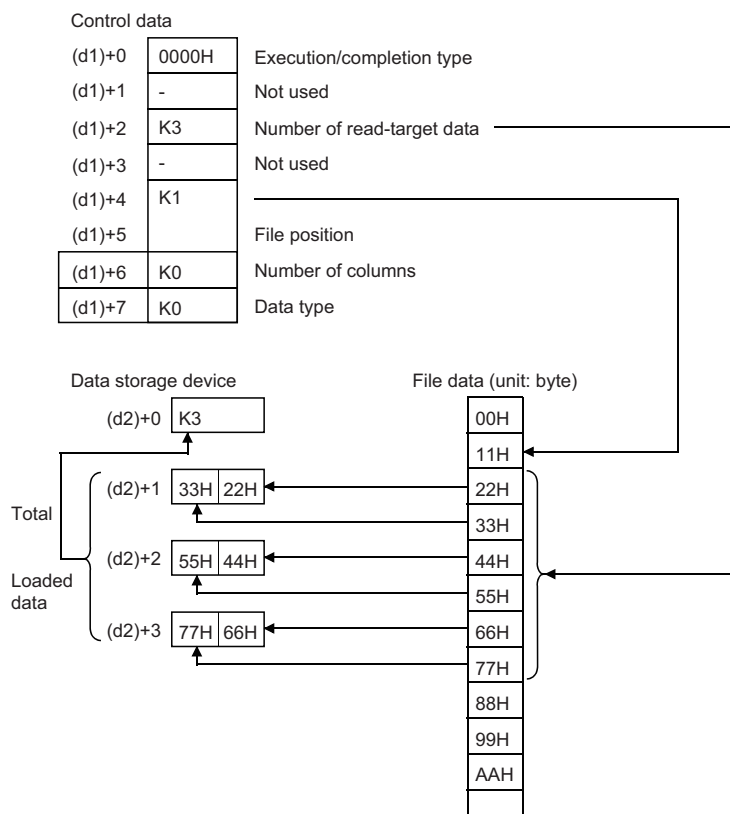 Control data
(d1)+0 0000H Execution/completion type
(d1)+1 - Not used
(d1)+2 K3 Number of read-target data
(d1)+3 - Not used
(d1)+4 K1
(d1)+5 File position
(d1)+6 K0 Number of columns
(d1)+7 K0 Data type
Data storage device
(d2)+0 K3
Total
Loaded
data
(d2)+1 33H 22H
(d2)+2 55H 44H
(d2)+3 77H 66H
File data (unit: byte)
00H
11H
22H
33H
44H
55H
66H
77H
88H
99H
AAH